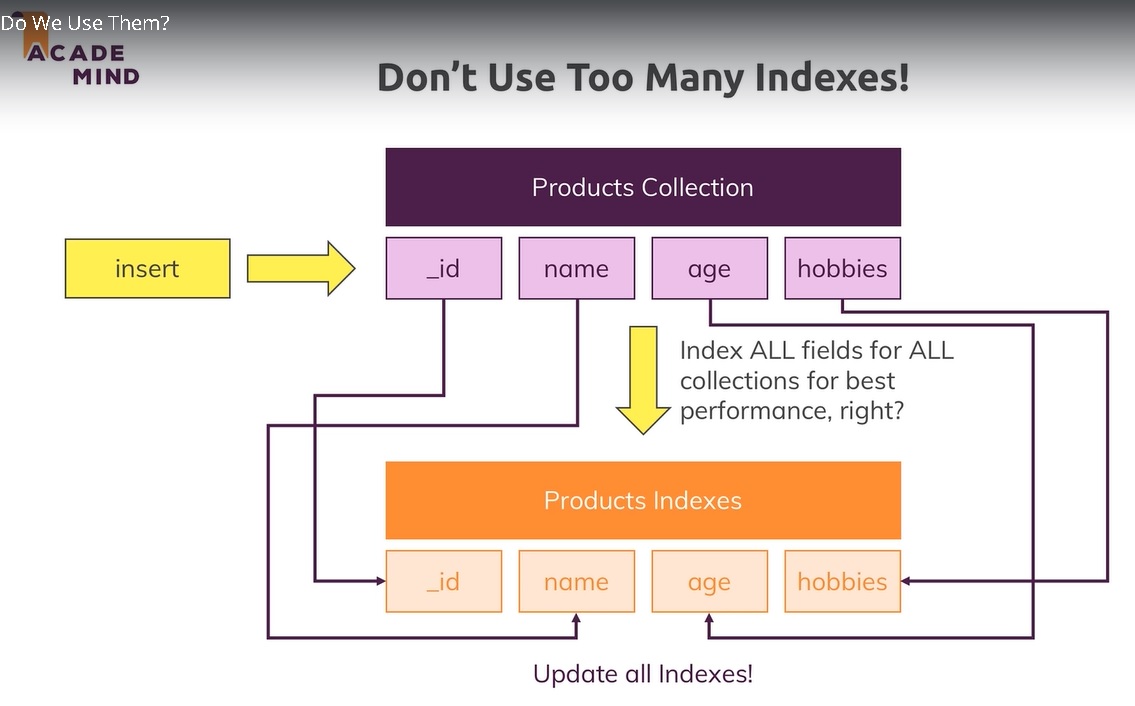 Do We Use Them?
ACADE
MIND
Don't Use Too Many Indexes!
Products Collection
insert
_id
name
age
hobbies
Index ALL fields for ALL
collections for best
performance, right?
Products Indexes
_id
name
age
hobbies
Update all Indexes!